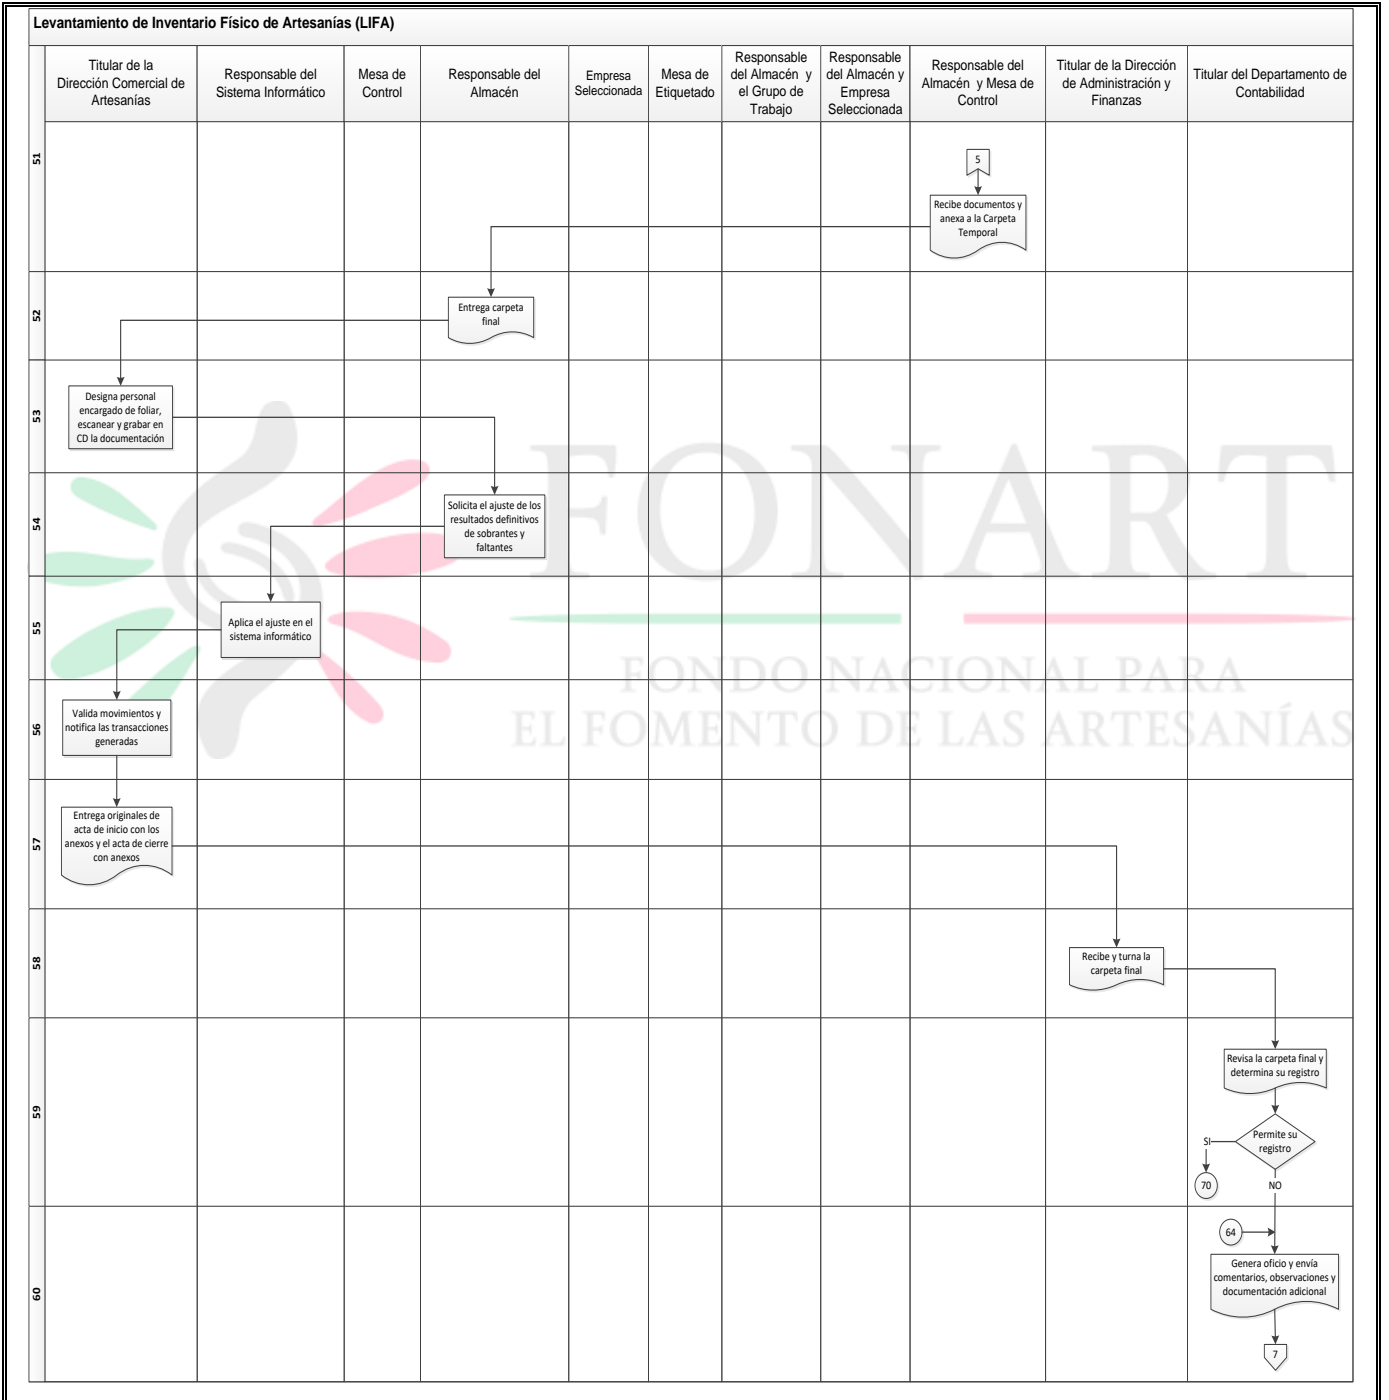 Levantamiento de Inventario Físico de Artesanías (LIFA)
Titular de la
Dirección Comercial de
Artesanías
Responsable del
Sistema Informático
Mesa de
Control
Responsable del
Almacén
Empresa
Seleccionada
Mesa de
Etiquetado
Responsable
del Almacén y
el Grupo de
Trabajo
Responsable
del Almacén y
Empresa
Seleccionada
Responsable del
Almacén y Mesa de
Control
Titular de la Dirección
de Administración y
Finanzas
Titular del Departamento de
Contabilidad
51
5
Recibe documentos y
anexa a la Carpeta
Temporal
52
Entrega carpeta
final
53
Designa personal
encargado de foliar,
escanear y grabar en
CD la documentación
54
Solicita el ajuste de los
resultados definitivos
de sobrantes y
faltantes
55
Aplica el ajuste en el
sistema informático
56
Valida movimientos y
notifica las transacciones
generadas
57
Entrega originales de
acta de inicio con los
anexos y el acta de cierre
con anexos
58
Recibe y turna la
carpeta final
59
Revisa la carpeta final y
determina su registro
Permite su
registro
SI
70
NO
60
64
Genera oficio y envía
comentarios, observaciones y
documentación adicional
7
FONART
FONDO NACIONAL PARA
EL FOMENTO DE LAS ARTESANÍAS